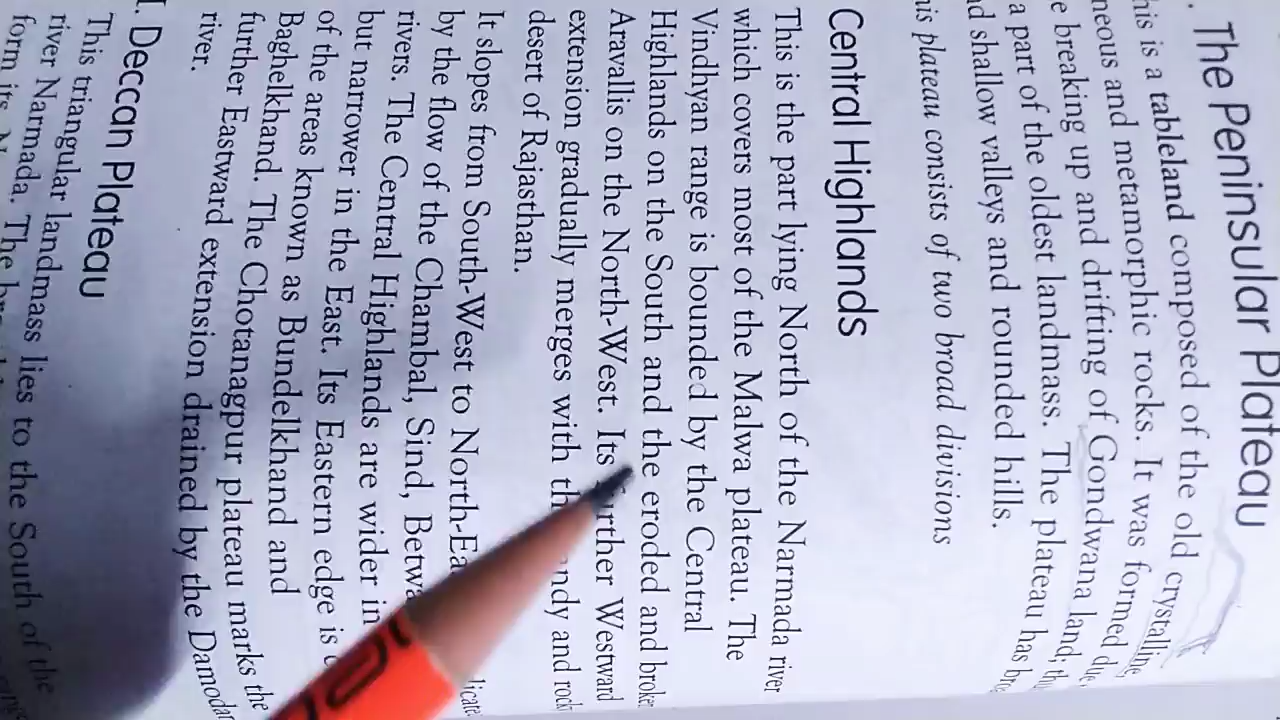 . The Peninsular Plateau
his is a tableland composed of the old crystalline,
neous and metamorphic rocks. It was formed due
e breaking up and drifting of Gondwana land; th
a part of the oldest landmass. The plateau has bro
d shallow valleys and rounded hills.
his plateau consists of two broad divisions
Central Highlands
This is the part lying North of the Narmada river
which covers most of the Malwa plateau. The
Vindhyan range is bounded by the Central
Highlands on the South and the eroded and broke
Aravallis on the North-West. Its further Westward
extension gradually merges with th andy and rock
desert of Rajasthan.
It slopes from South-West to North-Ea
by the flow of the Chambal, Sind, Betwa
rivers. The Central Highlands are wider in
but narrower in the East. Its Eastern edge is licate
of the areas known as Bundelkhand and
Baghelkhand. The Chotanagpur plateau marks the
further Eastward extension drained by the Damodar
river.
. Deccan Plateau
This triangular landmass lies to the South of the
river Narmada. The
form its